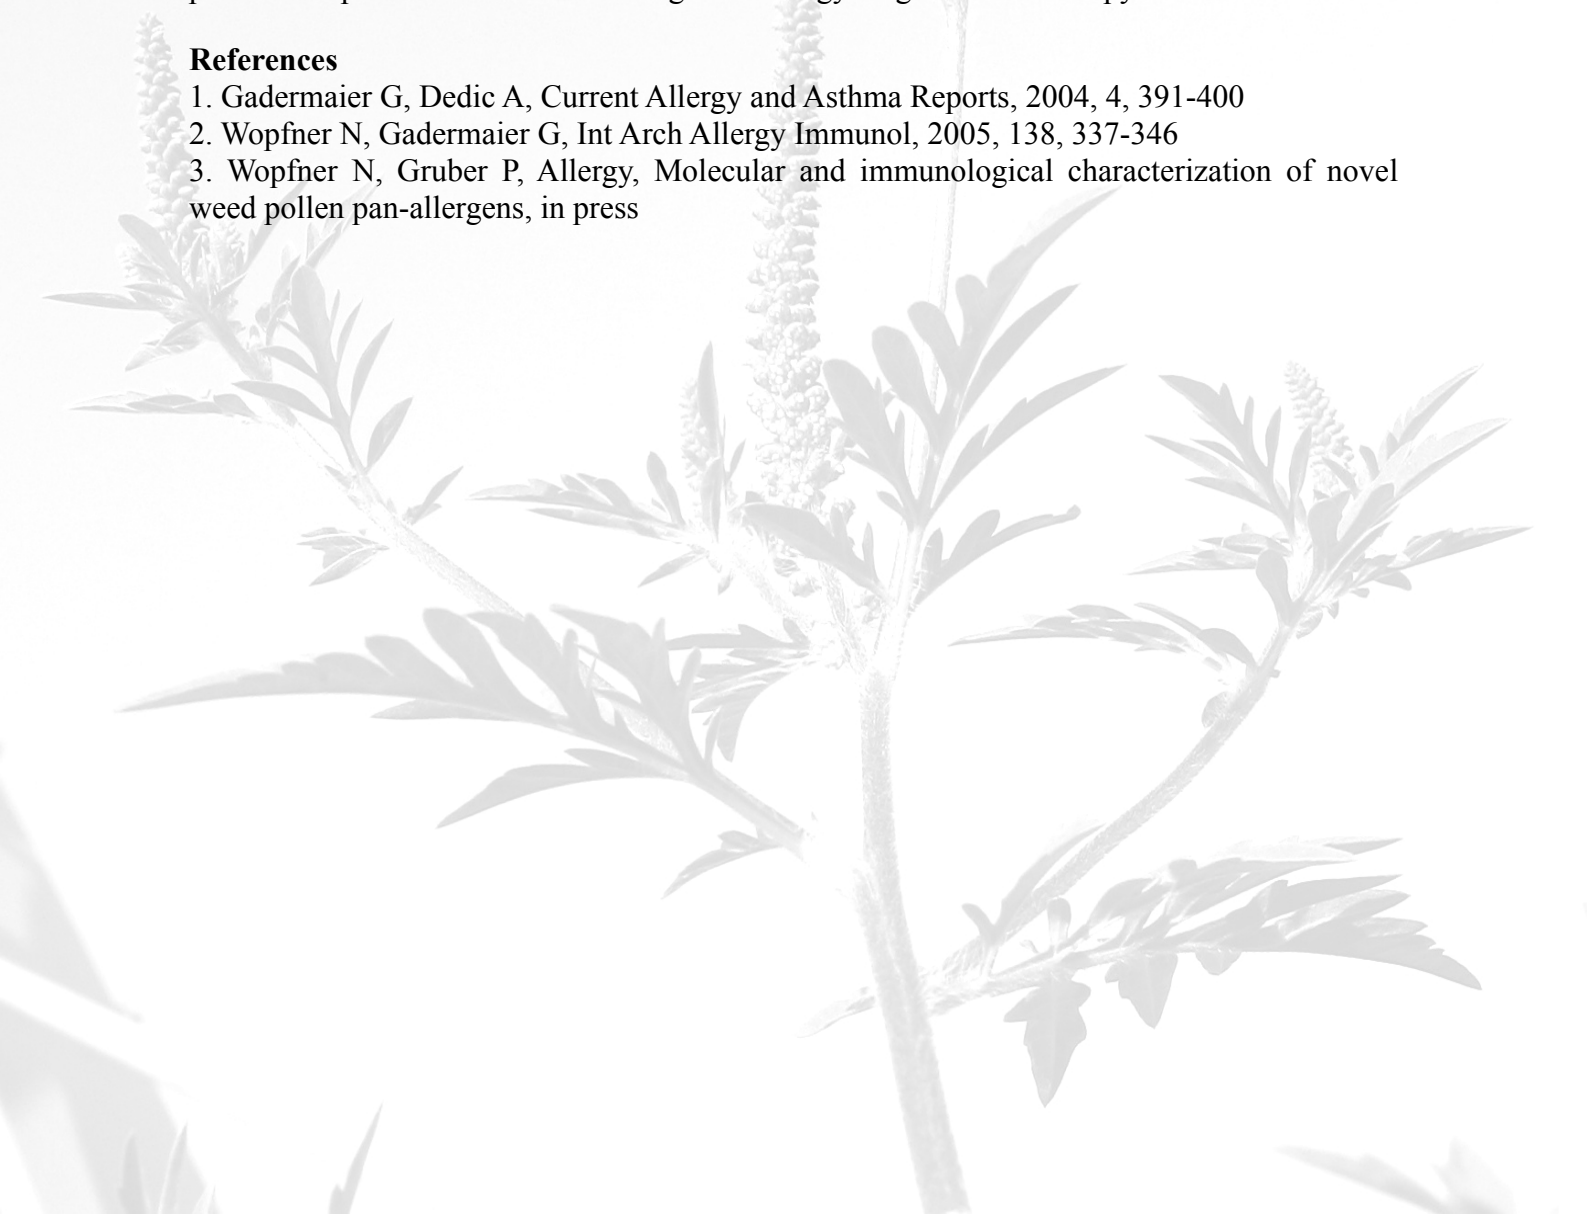 References
1. Gadermaier G, Dedic A, Current Allergy and Asthma Reports, 2004, 4, 391-400
2. Wopfner N, Gadermaier G, Int Arch Allergy Immunol, 2005, 138, 337-346
3. Wopfner N, Gruber P, Allergy, Molecular and immunological characterization of novel
weed pollen pan-allergens, in press